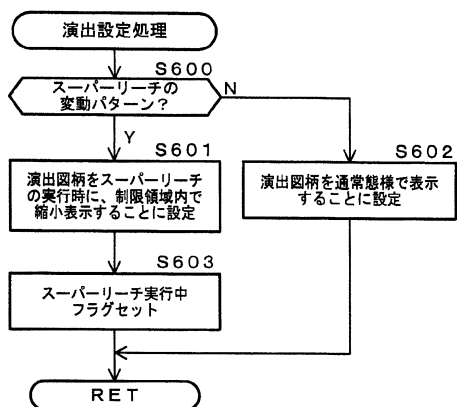 演出設定処理
S600
スーパーリーチの
変動パターン?
N
Y
S601
演出図柄をスーパーリーチ
の実行時に、制限領域内で
縮小表示することに設定
S602
演出図柄を通常態様で表示
することに設定
S603
スーパーリーチ実行中
フラグセット
RET